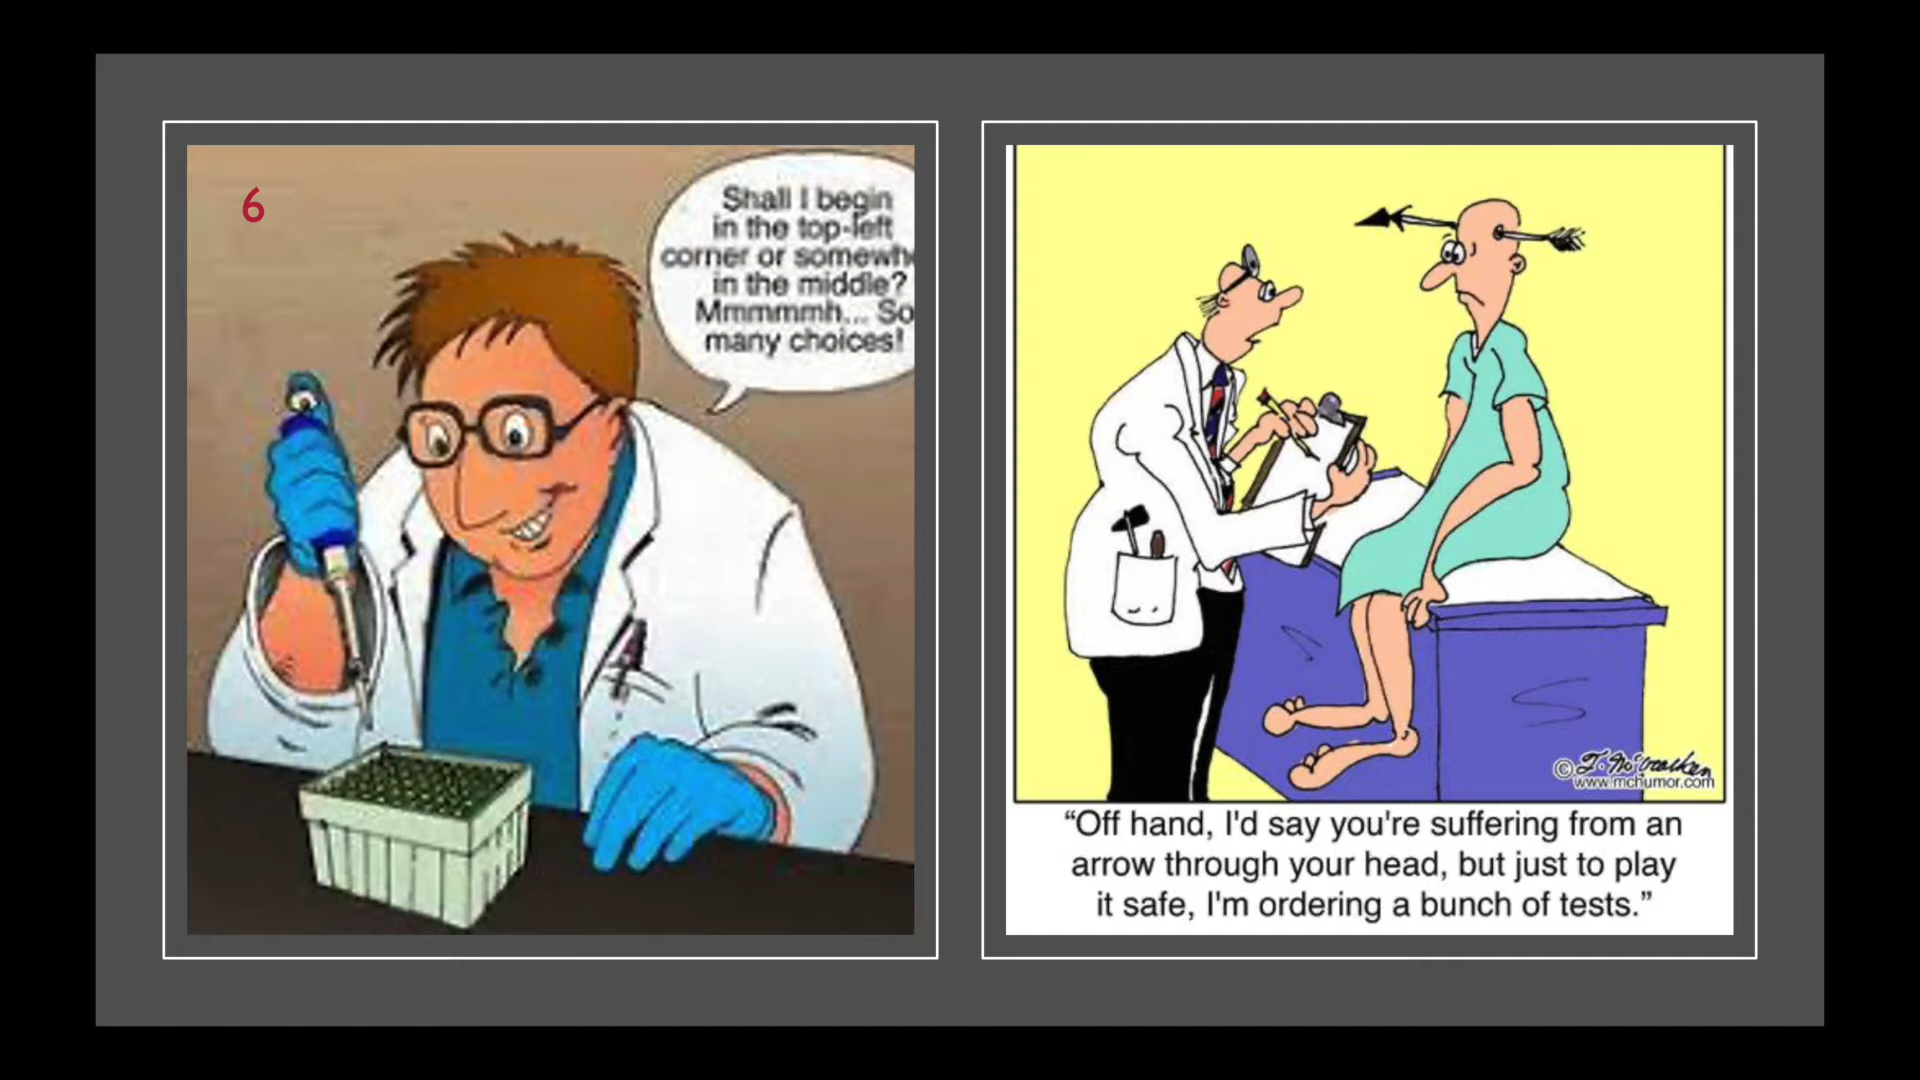 6
Shall I begin
in the top-left
corner or somewhe
in the middle?
Mmmmmh... So
many choices!
© T. McCracken
www.mchumor.com
“Off hand, I'd say you're suffering from an
arrow through your head, but just to play
it safe, I'm ordering a bunch of tests.”